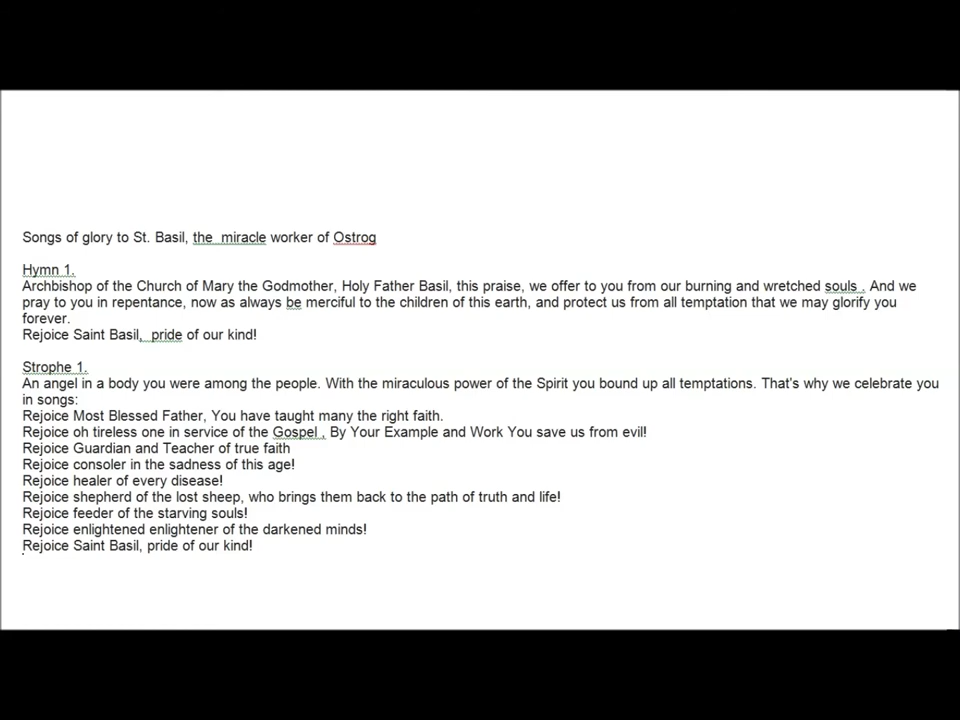 Songs of glory to St. Basil, the  miracle worker of Ostrog
Hymn 1.
Archbishop of the Church of Mary the Godmother, Holy Father Basil, this praise, we offer to you from our burning and wretched souls . And we
pray to you in repentance, now as always be merciful to the children of this earth, and protect us from all temptation that we may glorify you
forever.
Rejoice Saint Basil,  pride of our kind!
Strophe 1.
An angel in a body you were among the people. With the miraculous power of the Spirit you bound up all temptations. That's why we celebrate you
in songs:
Rejoice Most Blessed Father, You have taught many the right faith.
Rejoice oh tireless one in service of the Gospel , By Your Example and Work You save us from evil!
Rejoice Guardian and Teacher of true faith
Rejoice consoler in the sadness of this age!
Rejoice healer of every disease!
Rejoice shepherd of the lost sheep, who brings them back to the path of truth and life!
Rejoice feeder of the starving souls!
Rejoice enlightened enlightener of the darkened minds!
Rejoice Saint Basil, pride of our kind!